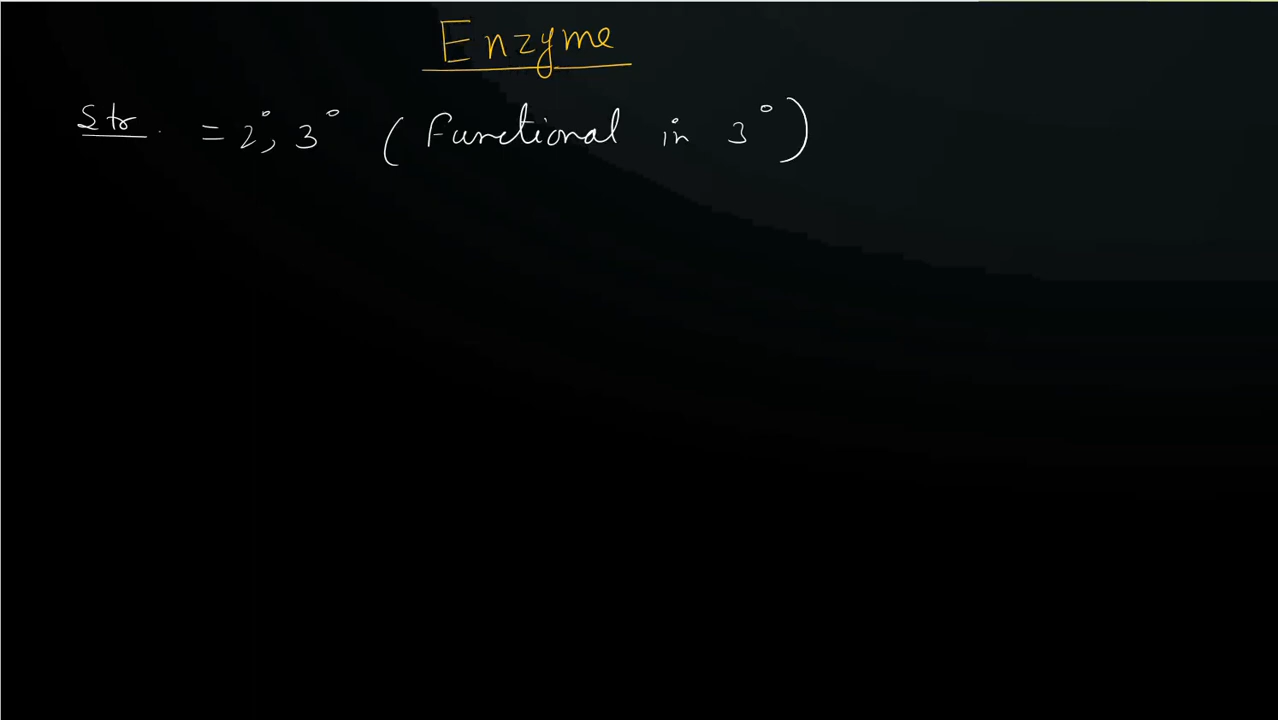 Enzyme
Str. = 2°, 3° (Functional in 3°)